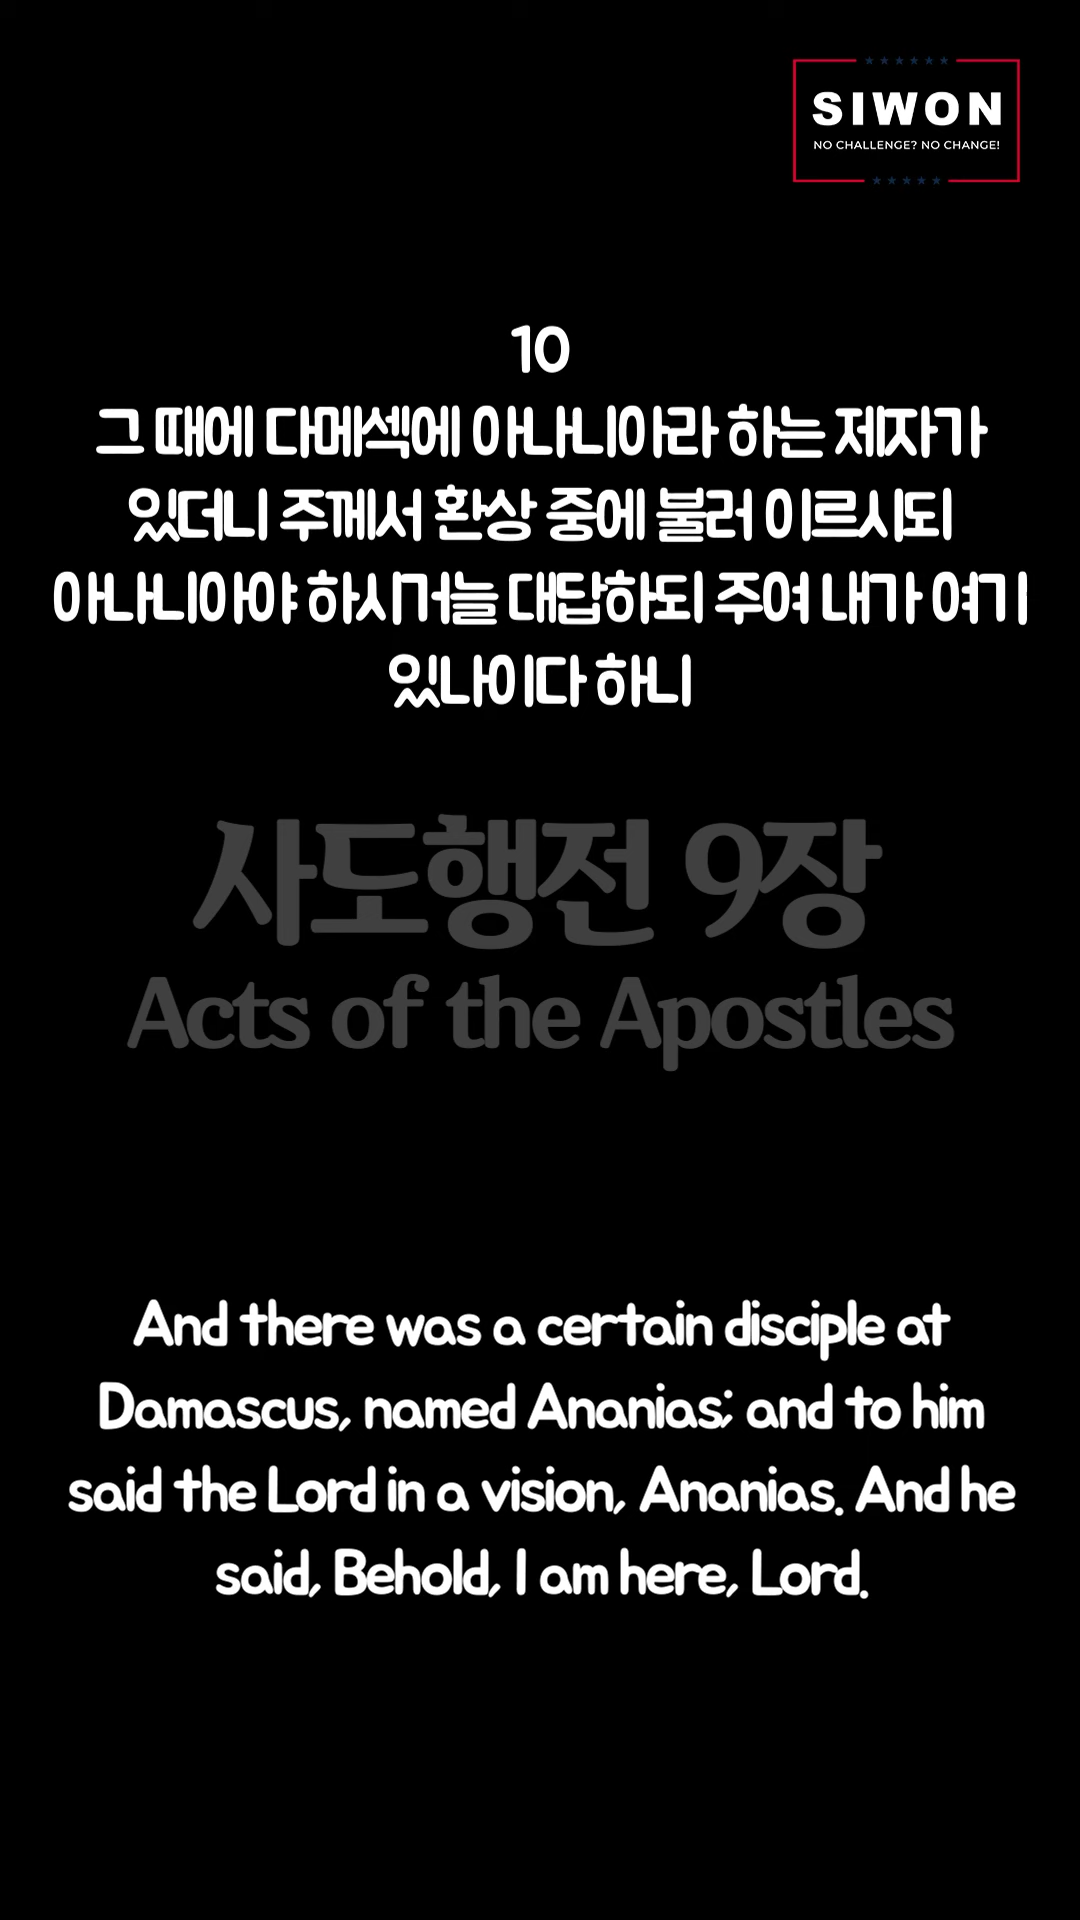 SIWON
NO CHALLENGE? NO CHANGE!
10
그 때에 다메섹에 아나니아라 하는 제자가
있더니 주께서 환상 중에 불러 이르시되
아나니아야 하시거늘 대답하되 주여 내가 여기
있나이다 하니
사도행전 9장
Acts of the Apostles
And there was a certain disciple at
Damascus, named Ananias; and to him
said the Lord in a vision, Ananias. And he
said, Behold, I am here, Lord.